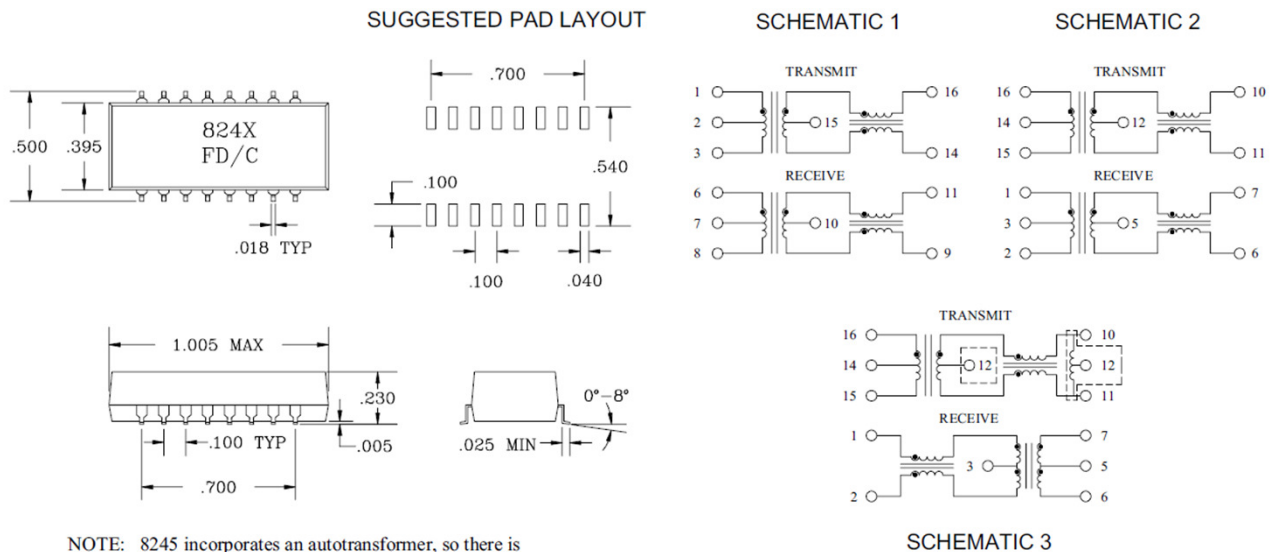 SUGGESTED PAD LAYOUT
SCHEMATIC 1
SCHEMATIC 2
.500
.395
824X
FD/C
.018 TYP
.700
.540
.100
.100
.040
TRANSMIT
1
2
3
15
16
14
RECEIVE
6
7
8
10
11
9
TRANSMIT
16
14
15
12
10
11
RECEIVE
1
3
2
5
7
6
1.005 MAX
.230
.005
.100 TYP
.700
0°-8°
.025 MIN
TRANSMIT
16
14
15
12
10
12
11
RECEIVE
1
2
3
7
5
6
SCHEMATIC 3
NOTE: 8245 incorporates an autotransformer, so there is